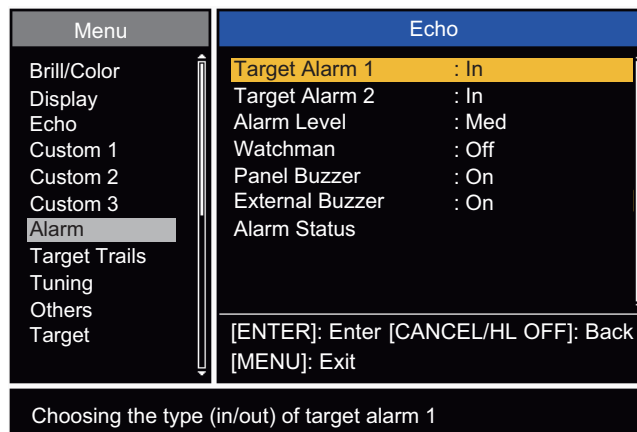 Menu
Brill/Color
Display
Echo
Custom 1
Custom 2
Custom 3
Alarm
Target Trails
Tuning
Others
Target
Echo
Target Alarm 1 : In
Target Alarm 2 : In
Alarm Level : Med
Watchman : Off
Panel Buzzer : On
External Buzzer : On
Alarm Status
[ENTER]: Enter [CANCEL/HL OFF]: Back
[MENU]: Exit
Choosing the type (in/out) of target alarm 1